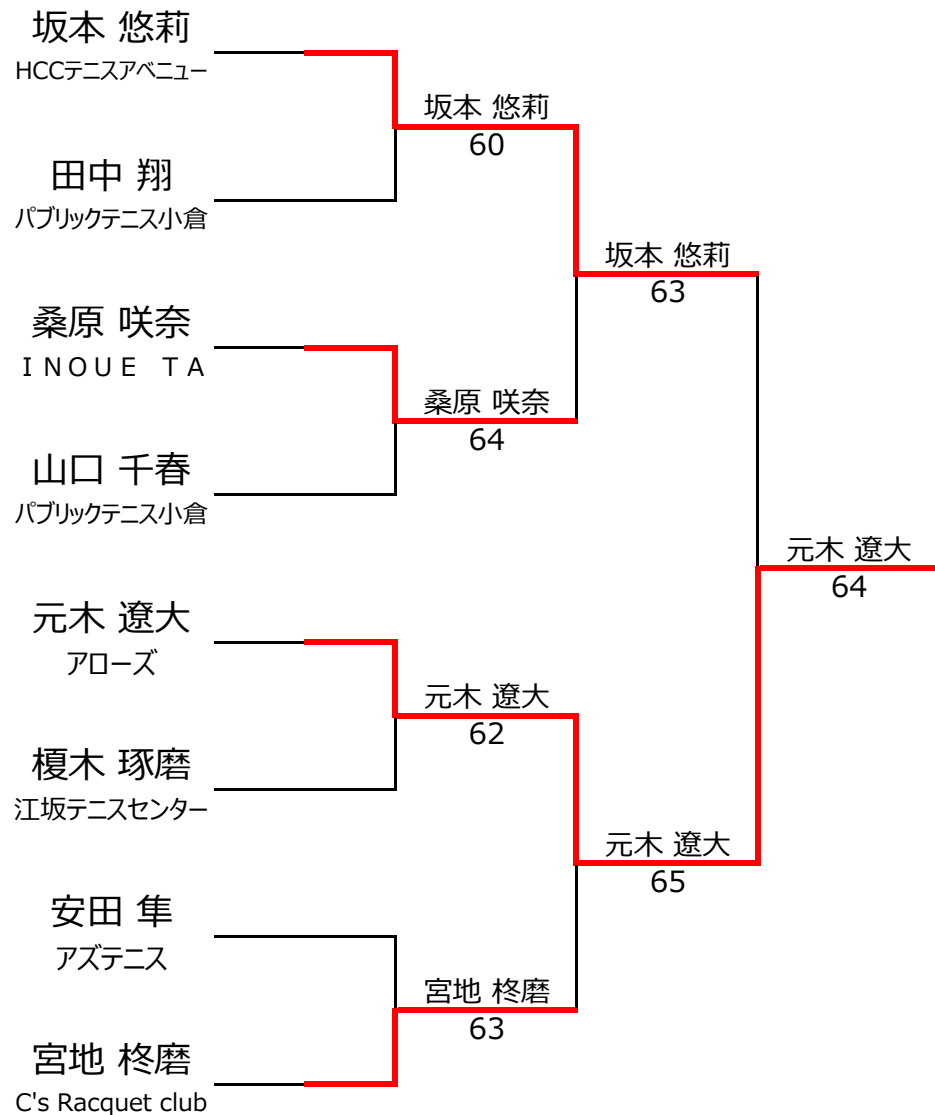 坂本 悠莉
HCCテニスアベニュー
坂本 悠莉
60
田中 翔
パブリックテニス小倉
坂本 悠莉
63
桑原 咲奈
ＩＮＯＵＥ　ＴＡ
桑原 咲奈
64
山口 千春
パブリックテニス小倉
元木 遼大
64
元木 遼大
アローズ
元木 遼大
62
榎木 琢磨
江坂テニスセンター
元木 遼大
65
安田 隼
アズテニス
宮地 柊磨
63
宮地 柊磨
C's Racquet club